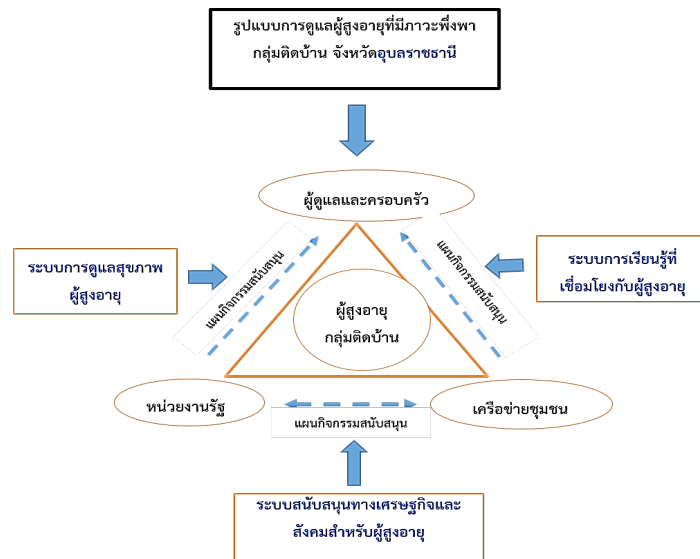 รูปแบบการดูแลผู้สูงอายุที่มีภาวะพึ่งพา
กลุ่มติดบ้าน จังหวัดอุบลราชธานี
ผู้ดูแลและครอบครัว
แผนกิจกรรมสนับสนุน
แผนกิจกรรมสนับสนุน
ระบบการดูแลสุขภาพ
ผู้สูงอายุ
ระบบการเรียนรู้ที่
เชื่อมโยงกับผู้สูงอายุ
ผู้สูงอายุ
กลุ่มติดบ้าน
หน่วยงานรัฐ
เครือข่ายชุมชน
แผนกิจกรรมสนับสนุน
ระบบสนับสนุนทางเศรษฐกิจและ
สังคมสำหรับผู้สูงอายุ